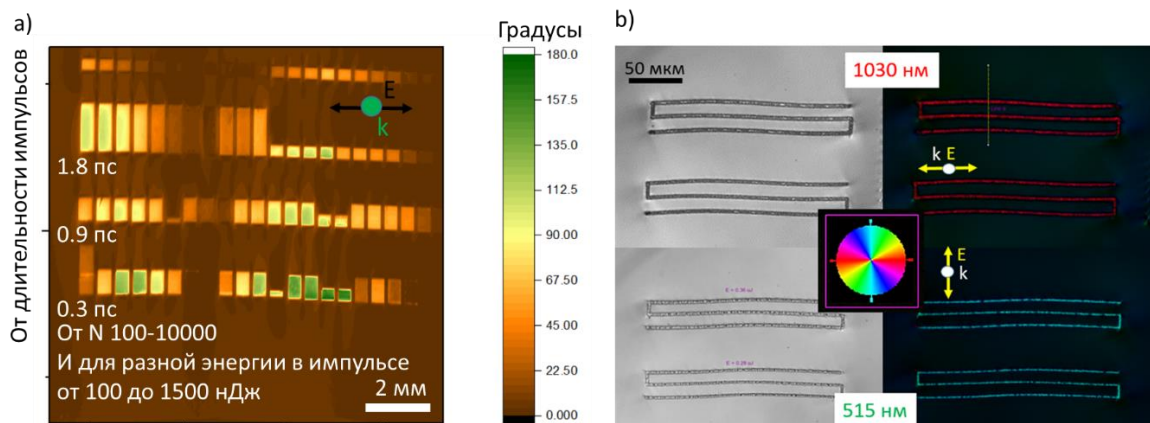 a)
Градусы
b)
От длительности импульсов
E
k
1.8 пс
0.9 пс
0.3 пс
От N 100-10000
И для разной энергии в импульсе
от 100 до 1500 нДж
2 мм
180.0
157.5
135.0
112.5
90.00
67.50
45.00
22.50
0.000
50 мкм
1030 нм
k E
E
k
515 нм